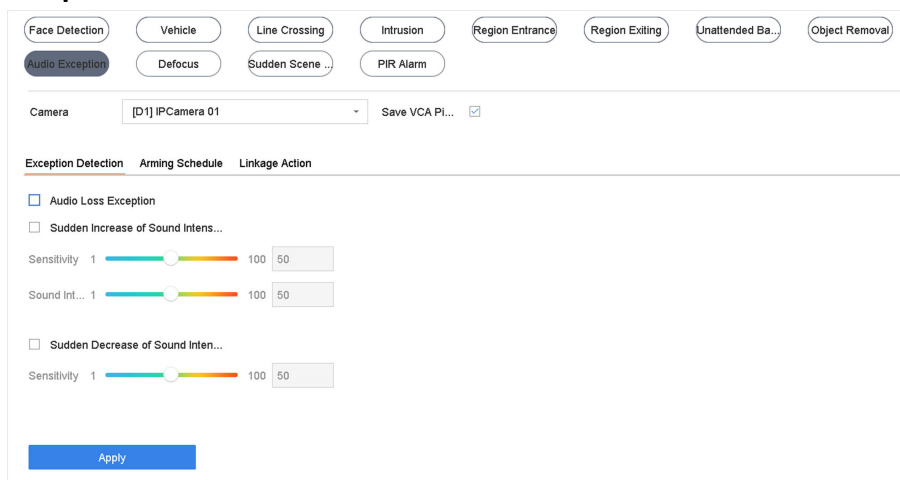 Face Detection Vehicle Line Crossing Intrusion Region Entrance Region Exiting Unattended Ba... Object Removal
Audio Exception Defocus Sudden Scene ... PIR Alarm
Camera [D1] IPCamera 01 Save VCA Pi...
Exception Detection Arming Schedule Linkage Action
Audio Loss Exception
Sudden Increase of Sound Intens...
Sensitivity 1 100 50
Sound Int... 1 100 50
Sudden Decrease of Sound Inten...
Sensitivity 1 100 50
Apply